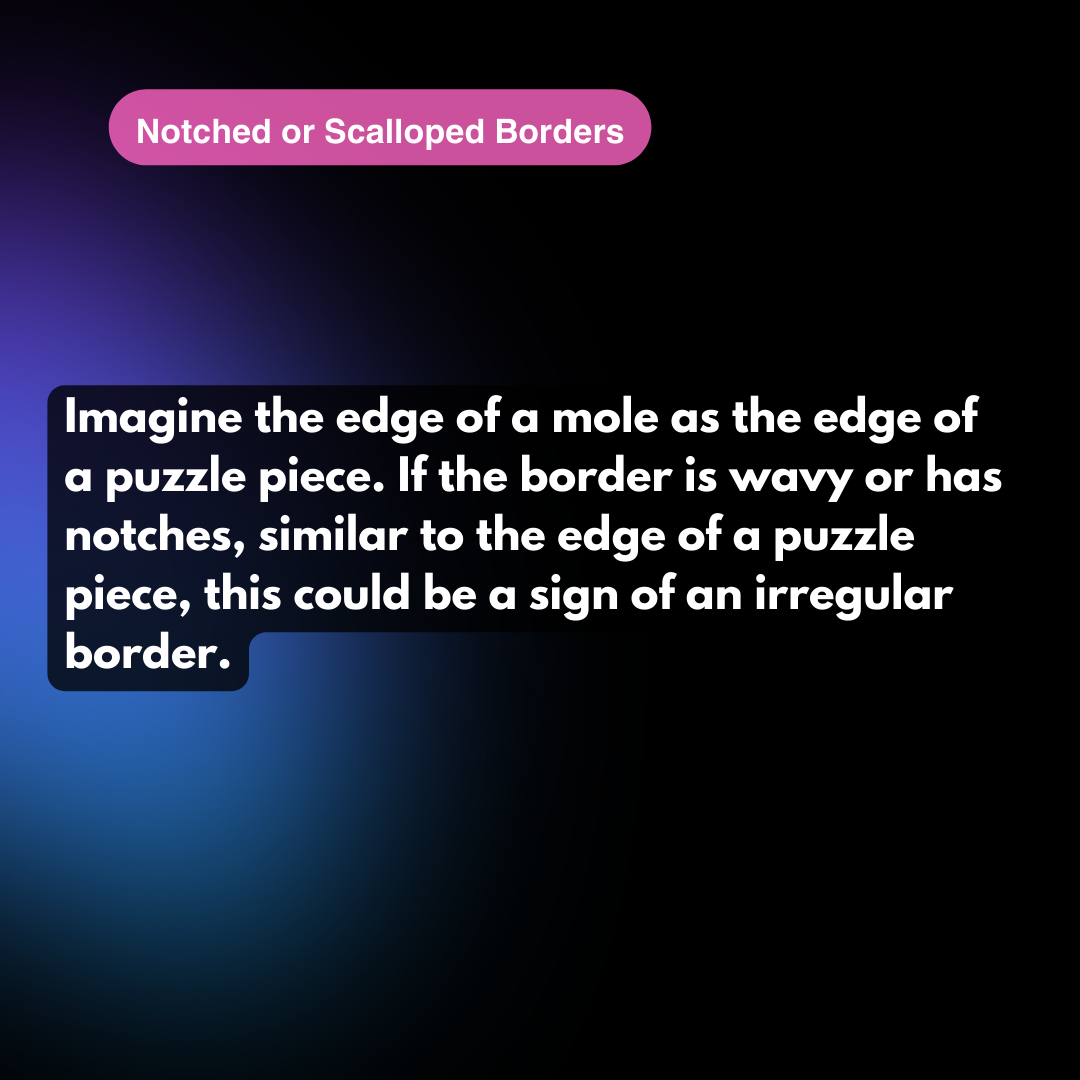 Notched or Scalloped Borders
Imagine the edge of a mole as the edge of
a puzzle piece. If the border is wavy or has
notches, similar to the edge of a puzzle
piece, this could be a sign of an irregular
border.